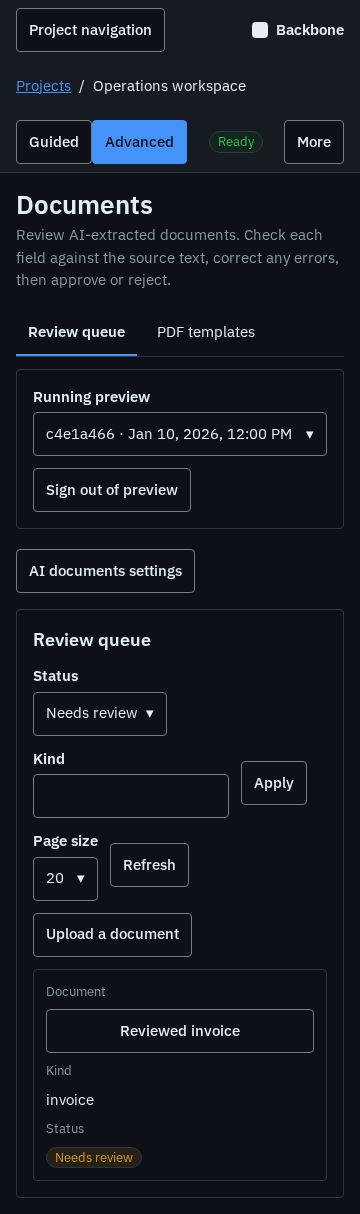 Project navigation
Backbone
Projects / Operations workspace
Guided
Advanced
Ready
More
Documents
Review AI-extracted documents. Check each
field against the source text, correct any errors,
then approve or reject.
Review queue
PDF templates
Running preview
c4e1a466 · Jan 10, 2026, 12:00 PM ▾
Sign out of preview
AI documents settings
Review queue
Status
Needs review ▾
Kind
Apply
Page size
20 ▾
Refresh
Upload a document
Document
Reviewed invoice
Kind
invoice
Status
Needs review